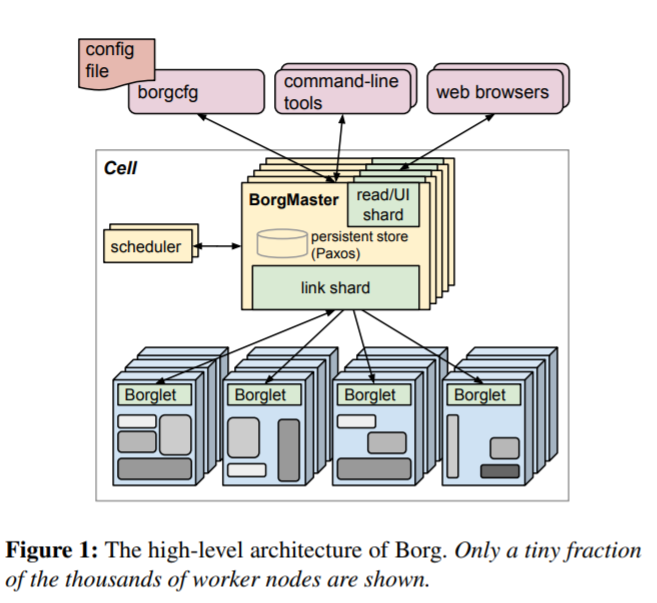 config
file
borgcfg
command-line
tools
web browsers
Cell
BorgMaster
read/UI
shard
persistent store
(Paxos)
scheduler
link shard
Borglet
Borglet
Borglet
Borglet
Figure 1: The high-level architecture of Borg. Only a tiny fraction
of the thousands of worker nodes are shown.